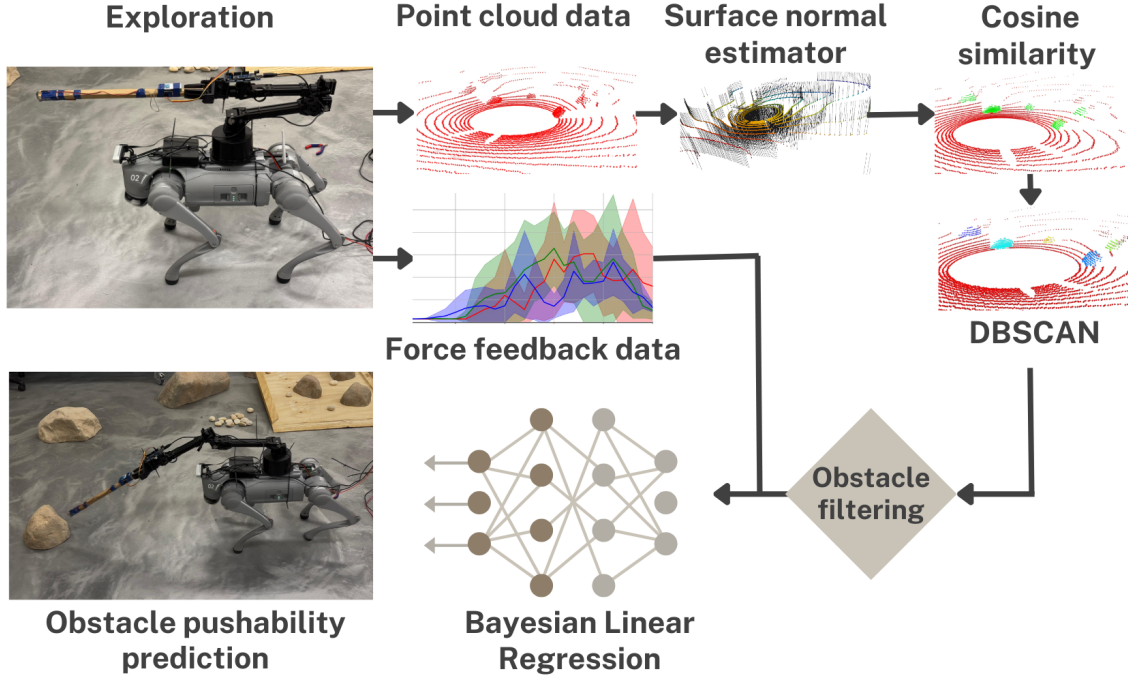 Exploration
Point cloud data
Surface normal
estimator
Cosine
similarity
02
Force feedback data
DBSCAN
Obstacle
filtering
Obstacle pushability
prediction
Bayesian Linear
Regression